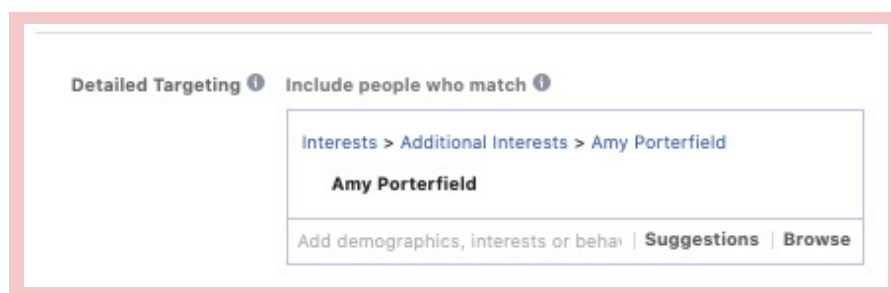 Detailed Targeting Include people who match
Interests > Additional Interests > Amy Porterfield
Amy Porterfield
Add demographics, interests or behav Suggestions Browse